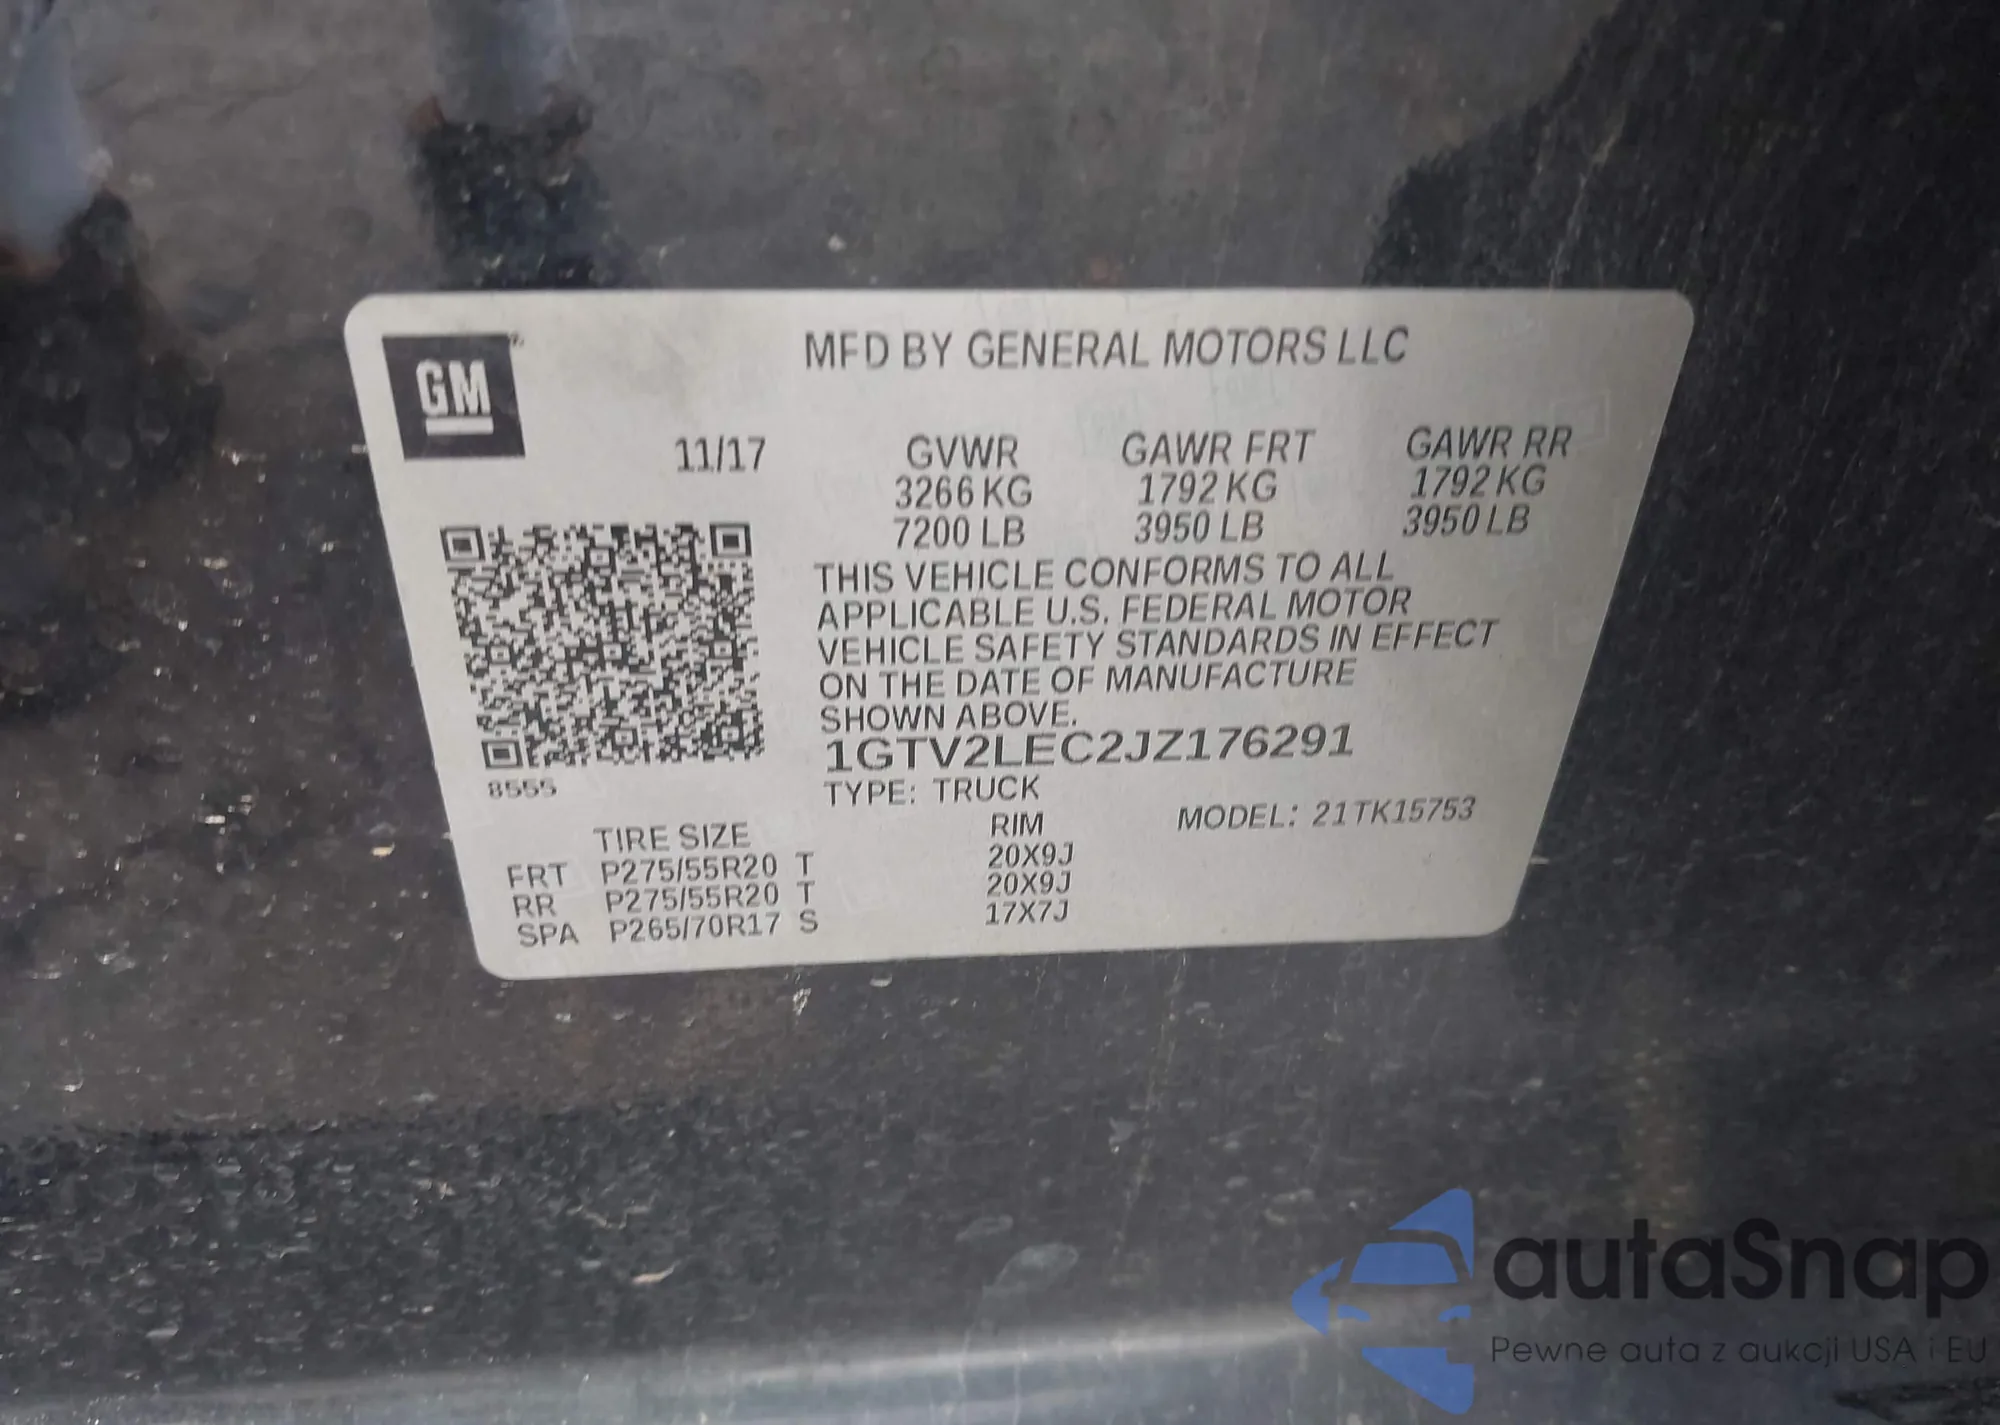 GM
MFD BY GENERAL MOTORS LLC
11/17 GVWR GAWR FRT GAWR RR
3266 KG 1792 KG 1792 KG
7200 LB 3950 LB 3950 LB
THIS VEHICLE CONFORMS TO ALL
APPLICABLE U.S. FEDERAL MOTOR
VEHICLE SAFETY STANDARDS IN EFFECT
ON THE DATE OF MANUFACTURE
SHOWN ABOVE.
1GTV2LEC2JZ176291
8555
TYPE: TRUCK
MODEL: 21TK15753
TIRE SIZE RIM
FRT P275/55R20 T 20X9J
RR P275/55R20 T 20X9J
SPA P265/70R17 S 17X7J
autaSnap
Pewne auta z aukcji USA i EU